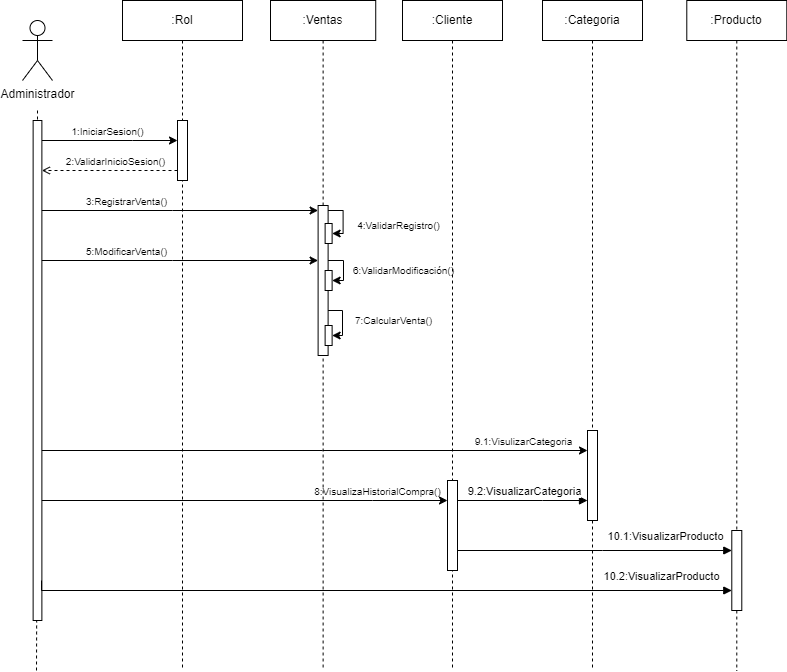 :Rol
:Ventas
:Cliente
:Categoria
:Producto
Administrador
1:IniciarSesion()
2:ValidarInicioSesion()
3:RegistrarVenta()
4:ValidarRegistro()
5:ModificarVenta()
6:ValidarModificación()
7:CalcularVenta()
9.1:VisulizarCategoria
8:VisualizaHistorialCompra()
9.2:VisualizarCategoria
10.1:VisualizarProducto
10.2:VisualizarProducto